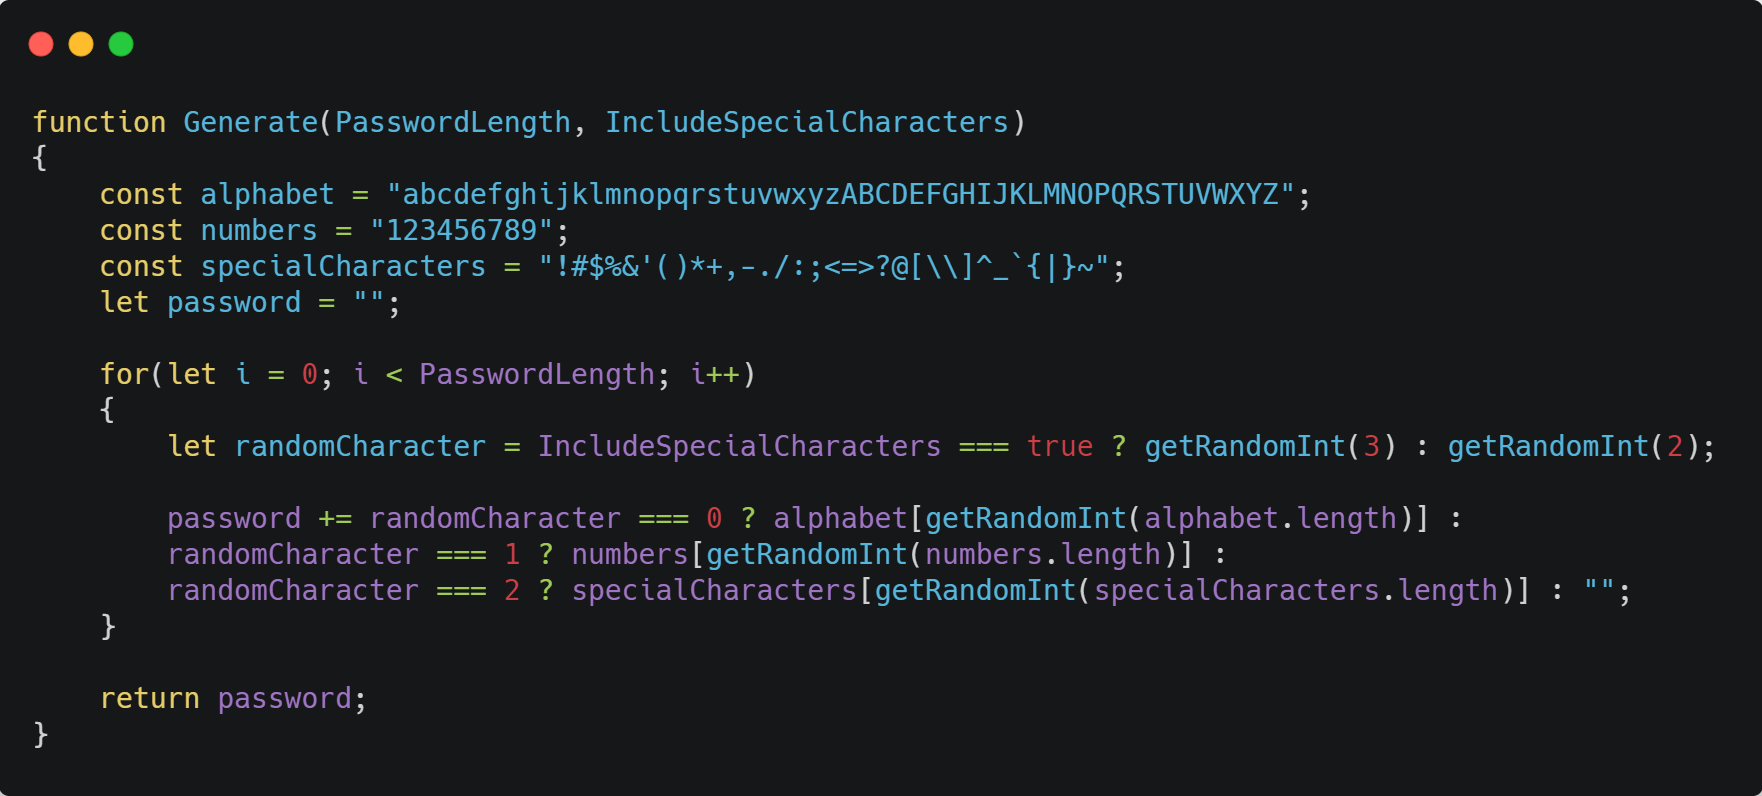 function Generate(PasswordLength, IncludeSpecialCharacters)
{
    const alphabet = "abcdefghijklmnopqrstuvwxyzABCDEFGHIJKLMNOPQRSTUVWXYZ";
    const numbers = "123456789";
    const specialCharacters = "!#$%&'()*+,-./:;<=>?@[\\]^_`{|}~";
    let password = "";

    for(let i = 0; i < PasswordLength; i++)
    {
        let randomCharacter = IncludeSpecialCharacters === true ? getRandomInt(3) : getRandomInt(2);

        password += randomCharacter === 0 ? alphabet[getRandomInt(alphabet.length)] :
        randomCharacter === 1 ? numbers[getRandomInt(numbers.length)] :
        randomCharacter === 2 ? specialCharacters[getRandomInt(specialCharacters.length)] : "";
    }

    return password;
}